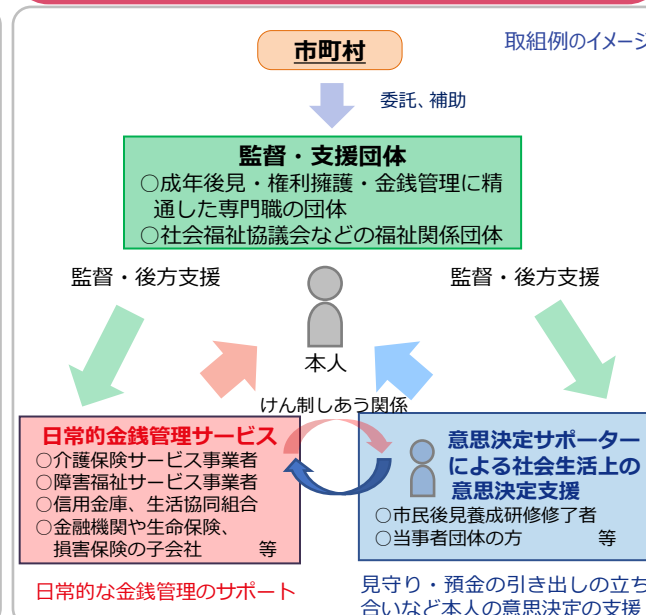 取組例のイメージ
市町村
委託、補助
監督・支援団体
○成年後見・権利擁護・金銭管理に精
通した専門職の団体
○社会福祉協議会などの福祉関係団体
監督・後方支援
監督・後方支援
本人
けん制しあう関係
日常的金銭管理サービス
○介護保険サービス事業者
○障害福祉サービス事業者
○信用金庫、生活協同組合
○金融機関や生命保険、
損害保険の子会社　　等
日常的な金銭管理のサポート
意思決定サポーター
による社会生活上の
意思決定支援
○市民後見養成研修修了者
○当事者団体の方　　等
見守り・預金の引き出しの立ち
合いなど本人の意思決定の支援